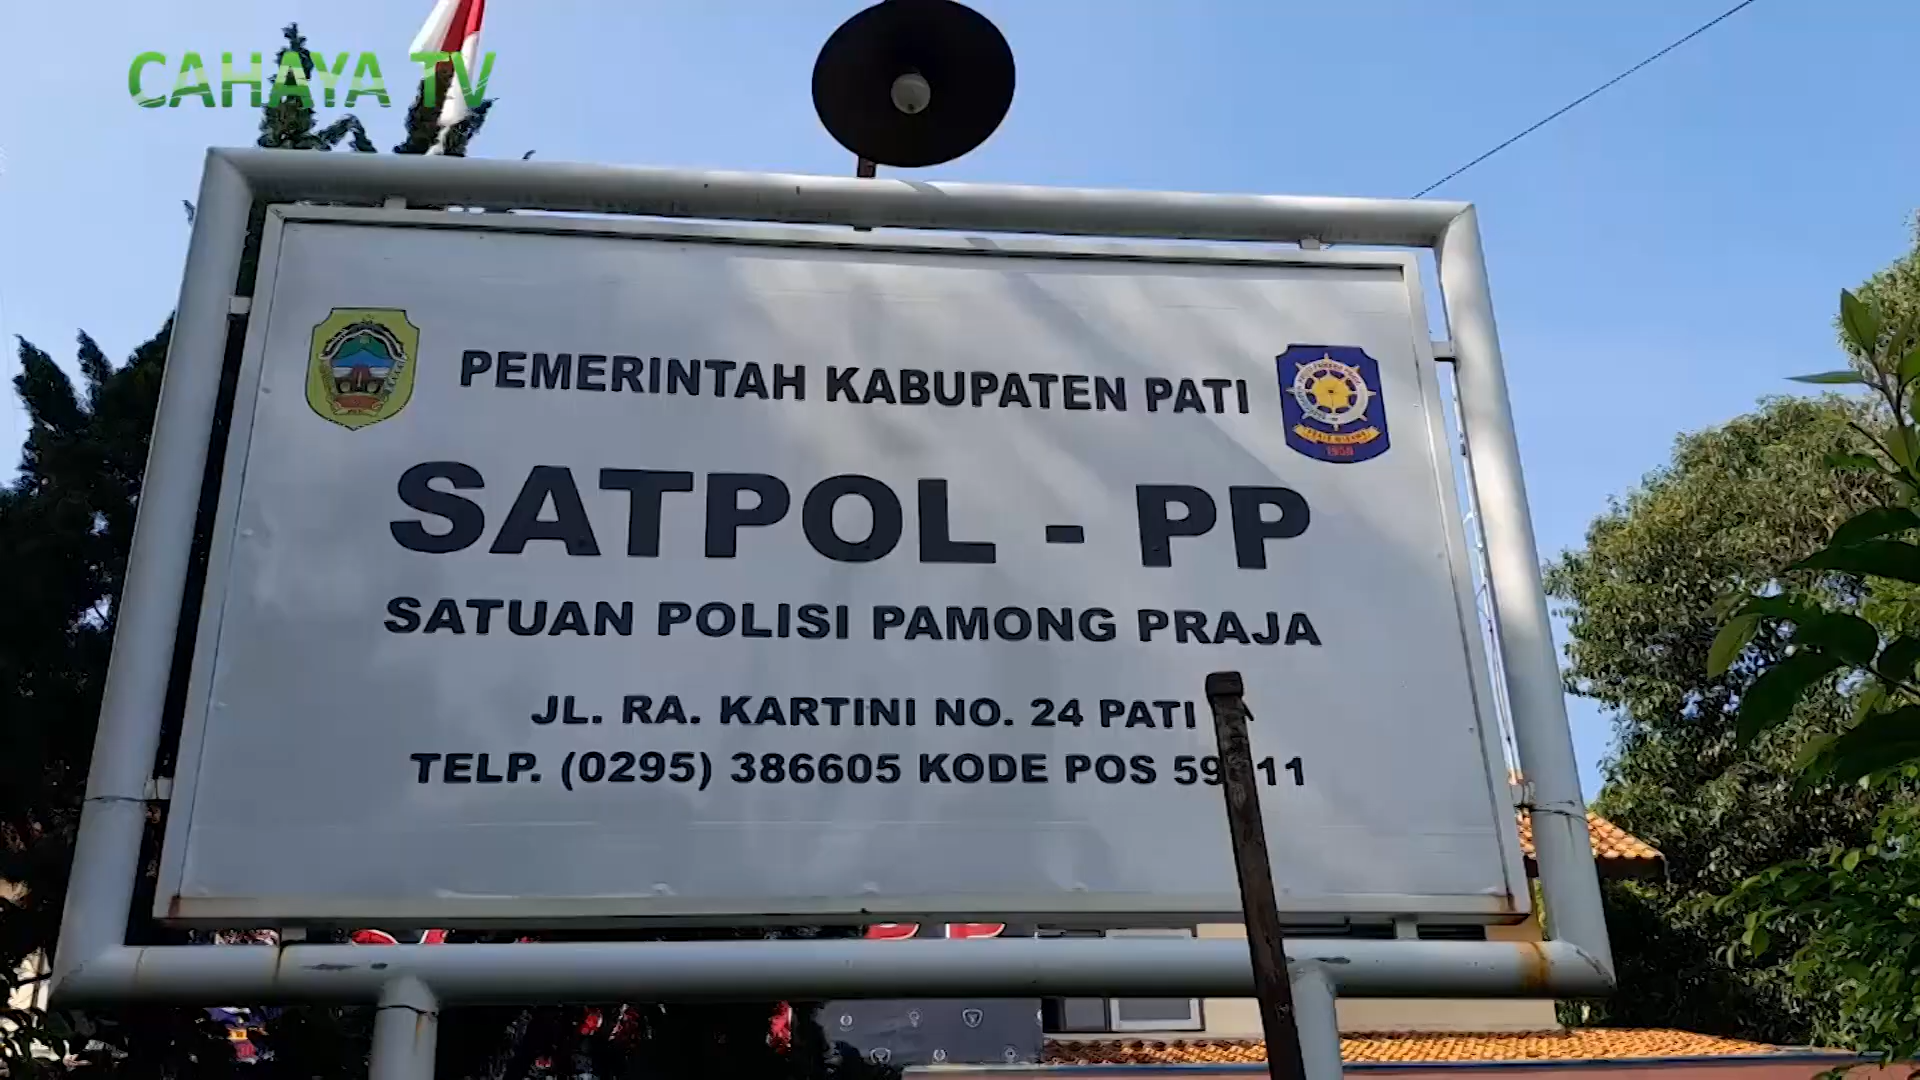 CAHAYA TV
PEMERINTAH KABUPATEN PATI
1950
SATPOL - PP
SATUAN POLISI PAMONG PRAJA
JL. RA. KARTINI NO. 24 PATI
TELP. (0295) 386605 KODE POS